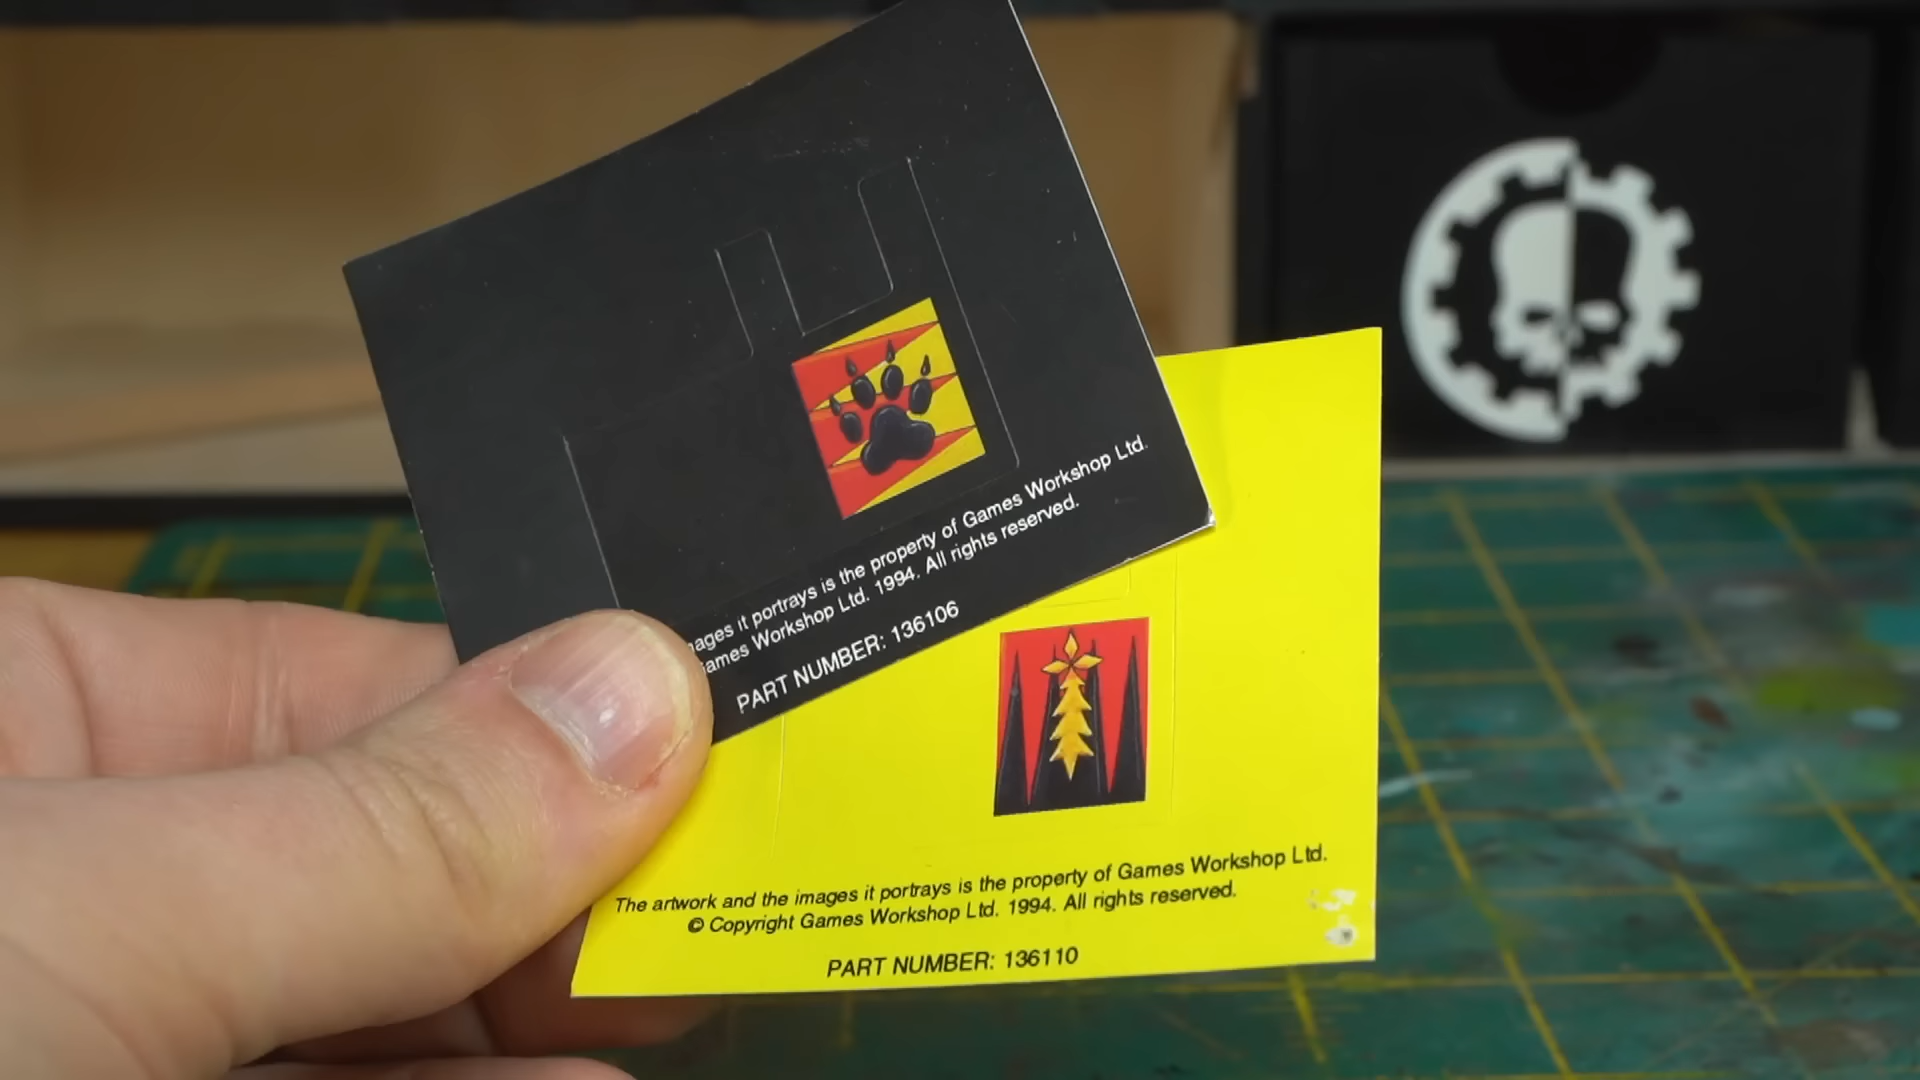 it portrays is the property of Games Workshop Ltd.
Games Workshop Ltd. 1994. All rights reserved.
PART NUMBER: 136106
The artwork and the images it portrays is the property of Games Workshop Ltd.
© Copyright Games Workshop Ltd. 1994. All rights reserved.
PART NUMBER: 136110